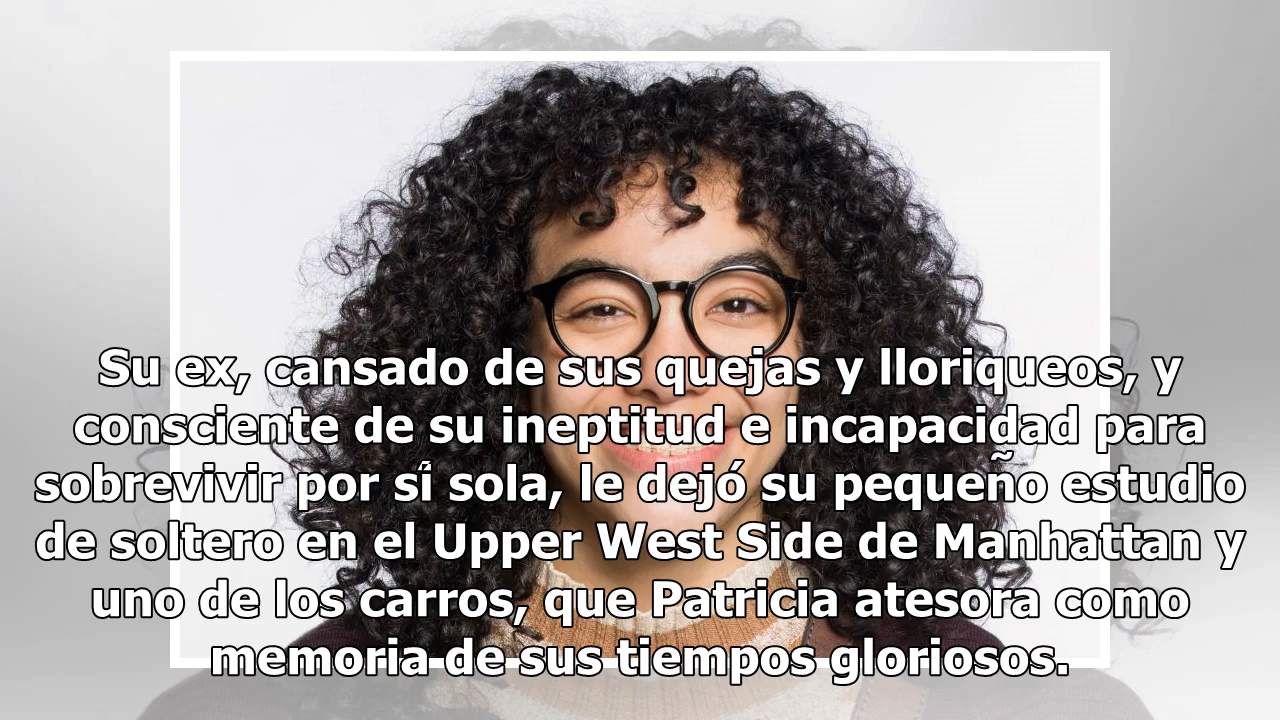 Su ex, cansado de sus quejas y lloriqueos, y
consciente de su ineptitud e incapacidad para
sobrevivir por sí sola, le dejó su pequeño estudio
de soltero en el Upper West Side de Manhattan y
uno de los carros, que Patricia atesora como
memoria de sus tiempos gloriosos.